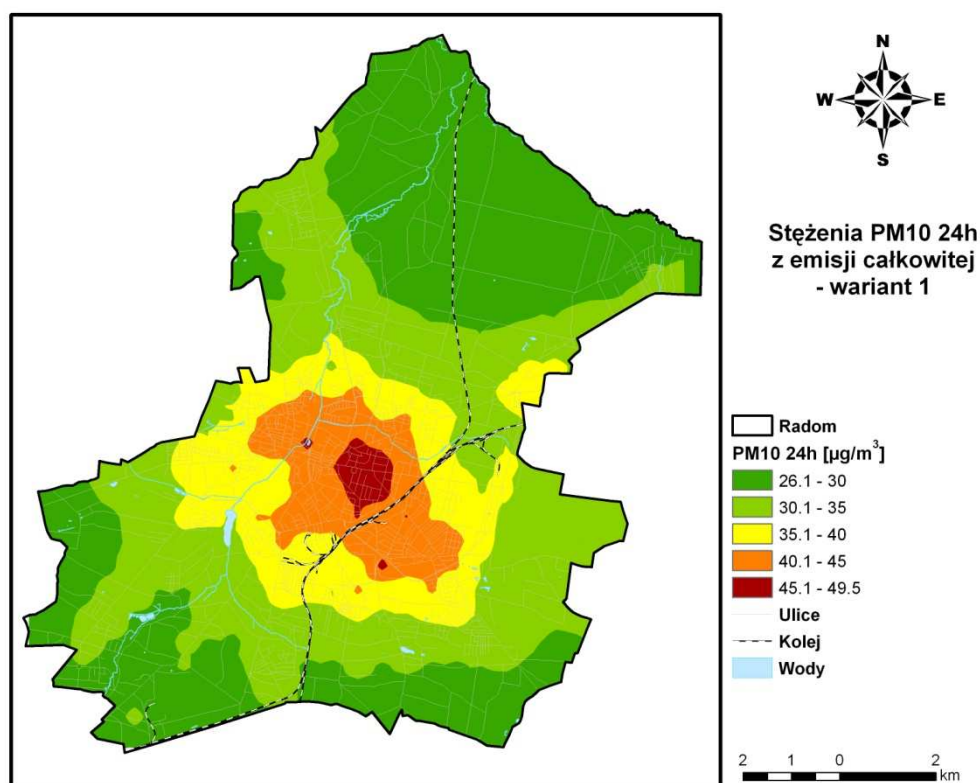 N
W E
S
Stężenia PM10 24h
z emisji całkowitej
- wariant 1
Radom
PM10 24h [µg/m³]
26.1 - 30
30.1 - 35
35.1 - 40
40.1 - 45
45.1 - 49.5
Ulice
Kolej
Wody
2 1 0 2
km